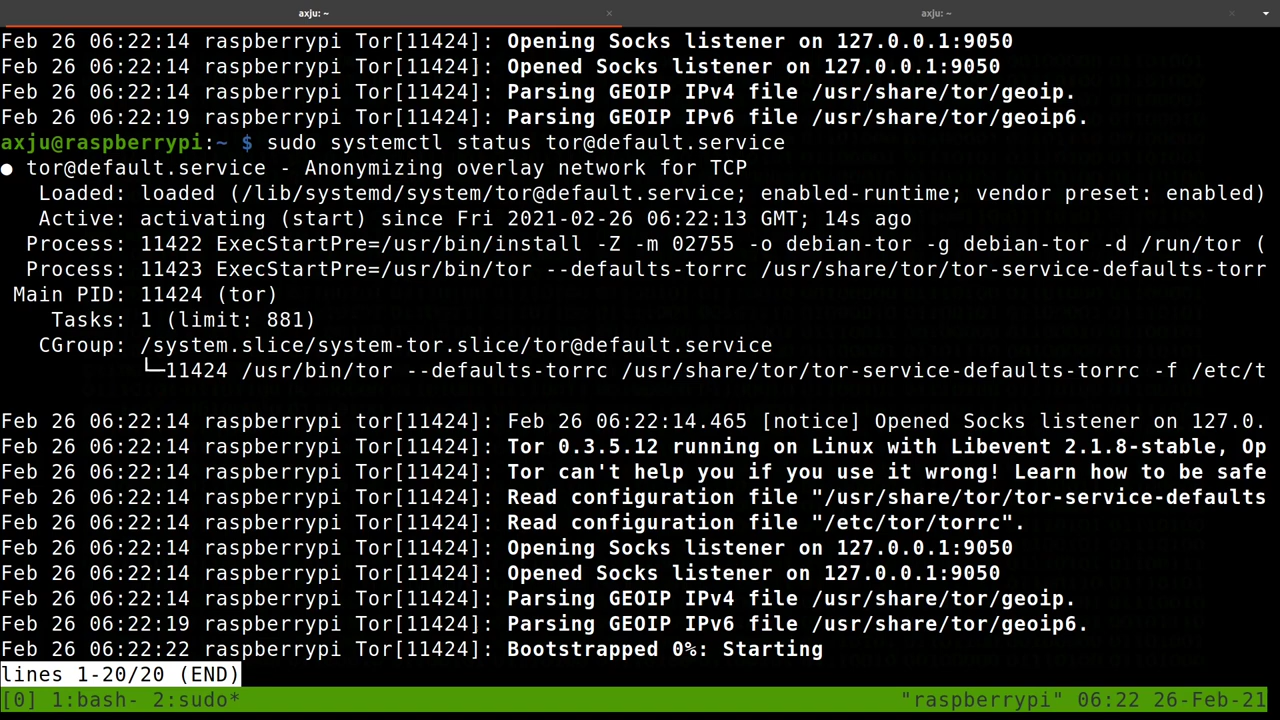 axju: ~ × axju: ~ ×
Feb 26 06:22:14 raspberrypi Tor[11424]: Opening Socks listener on 127.0.0.1:9050
Feb 26 06:22:14 raspberrypi Tor[11424]: Opened Socks listener on 127.0.0.1:9050
Feb 26 06:22:14 raspberrypi Tor[11424]: Parsing GEOIP IPv4 file /usr/share/tor/geoip.
Feb 26 06:22:19 raspberrypi Tor[11424]: Parsing GEOIP IPv6 file /usr/share/tor/geoip6.
axju@raspberrypi:~ $ sudo systemctl status tor@default.service
● tor@default.service - Anonymizing overlay network for TCP
Loaded: loaded (/lib/systemd/system/tor@default.service; enabled-runtime; vendor preset: enabled)
Active: activating (start) since Fri 2021-02-26 06:22:13 GMT; 14s ago
Process: 11422 ExecStartPre=/usr/bin/install -Z -m 02755 -o debian-tor -g debian-tor -d /run/tor (
Process: 11423 ExecStartPre=/usr/bin/tor --defaults-torrc /usr/share/tor/tor-service-defaults-torr
Main PID: 11424 (tor)
Tasks: 1 (limit: 881)
CGroup: /system.slice/system-tor.slice/tor@default.service
└─11424 /usr/bin/tor --defaults-torrc /usr/share/tor/tor-service-defaults-torrc -f /etc/t
Feb 26 06:22:14 raspberrypi Tor[11424]: Feb 26 06:22:14.465 [notice] Opened Socks listener on 127.0.
Feb 26 06:22:14 raspberrypi Tor[11424]: Tor 0.3.5.12 running on Linux with Libevent 2.1.8-stable, Op
Feb 26 06:22:14 raspberrypi Tor[11424]: Tor can't help you if you use it wrong! Learn how to be safe
Feb 26 06:22:14 raspberrypi Tor[11424]: Read configuration file "/usr/share/tor/tor-service-defaults
Feb 26 06:22:14 raspberrypi Tor[11424]: Read configuration file "/etc/tor/torrc".
Feb 26 06:22:14 raspberrypi Tor[11424]: Opening Socks listener on 127.0.0.1:9050
Feb 26 06:22:14 raspberrypi Tor[11424]: Opened Socks listener on 127.0.0.1:9050
Feb 26 06:22:14 raspberrypi Tor[11424]: Parsing GEOIP IPv4 file /usr/share/tor/geoip.
Feb 26 06:22:19 raspberrypi Tor[11424]: Parsing GEOIP IPv6 file /usr/share/tor/geoip6.
Feb 26 06:22:22 raspberrypi Tor[11424]: Bootstrapped 0%: Starting
lines 1-20/20 (END)
[0] 1:bash- 2:sudo* "raspberrypi" 06:22 26-Feb-21